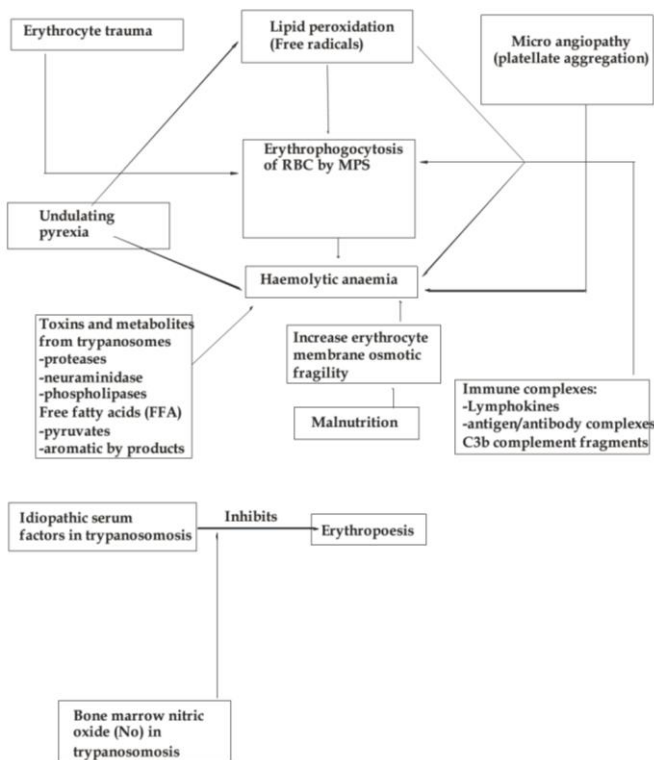 Erythrocyte trauma
Lipid peroxidation
(Free radicals)
Micro angiopathy
(platellate aggregation)
Erythrophogocytosis
of RBC by MPS
Undulating
pyrexia
Haemolytic anaemia
Toxins and metabolites
from trypanosomes
-proteases
-neuraminidase
-phospholipases
Free fatty acids (FFA)
-pyruvates
-aromatic by products
Increase erythrocyte
membrane osmotic
fragility
Malnutrition
Immune complexes:
-Lymphokines
-antigen/antibody complexes
C3b complement fragments
Idiopathic serum
factors in trypanosomosis
Inhibits
Erythropoesis
Bone marrow nitric
oxide (No) in
trypanosomosis